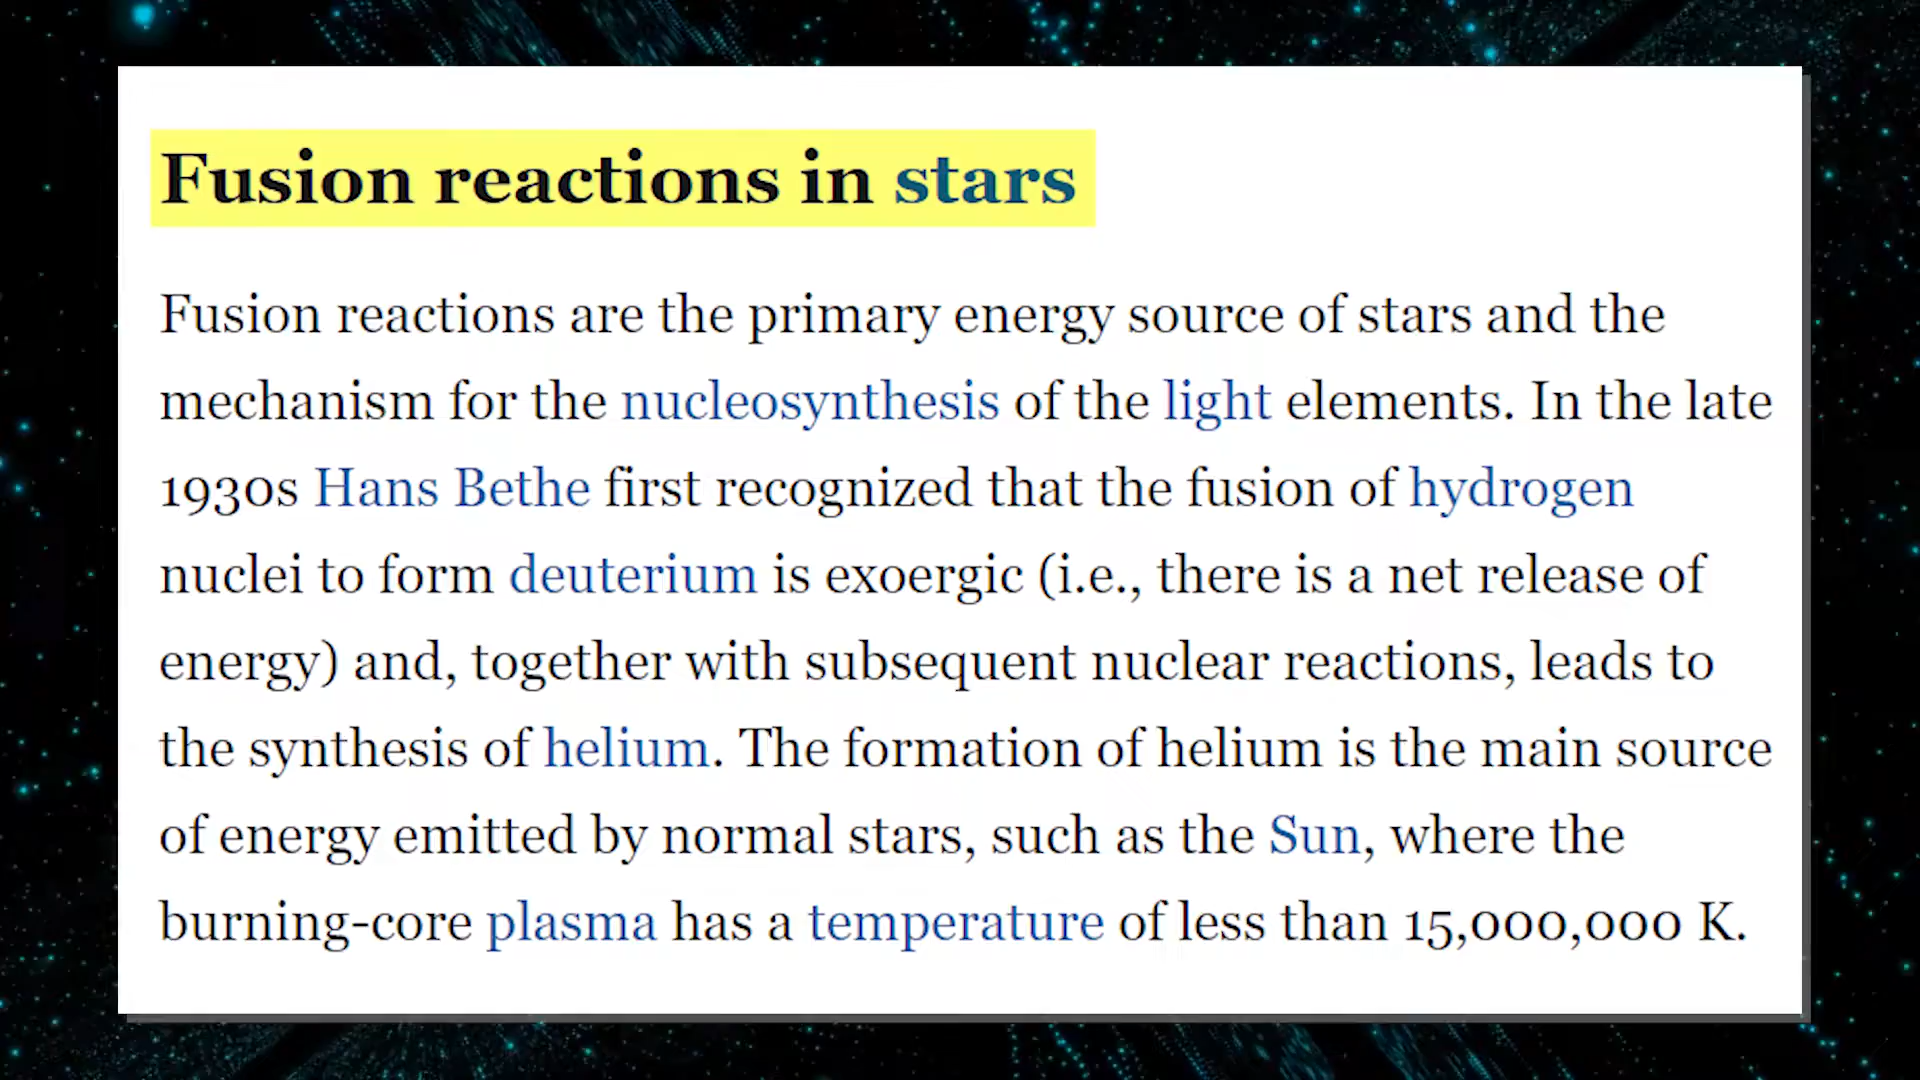 Fusion reactions in stars
Fusion reactions are the primary energy source of stars and the
mechanism for the nucleosynthesis of the light elements. In the late
1930s Hans Bethe first recognized that the fusion of hydrogen
nuclei to form deuterium is exoergic (i.e., there is a net release of
energy) and, together with subsequent nuclear reactions, leads to
the synthesis of helium. The formation of helium is the main source
of energy emitted by normal stars, such as the Sun, where the
burning-core plasma has a temperature of less than 15,000,000 K.